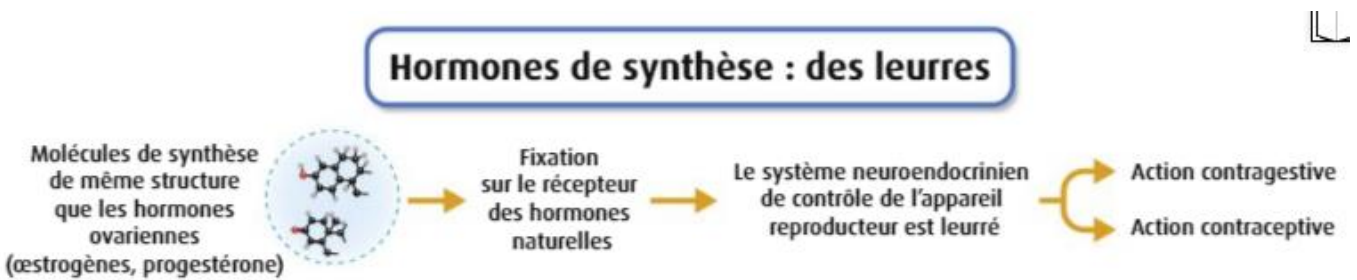 Hormones de synthèse : des leurres
Molécules de synthèse
de même structure
que les hormones
ovariennes
(œstrogènes, progestérone)
Fixation
sur le récepteur
des hormones
naturelles
Le système neuroendocrinien
de contrôle de l'appareil
reproducteur est leurré
Action contragestive
Action contraceptive